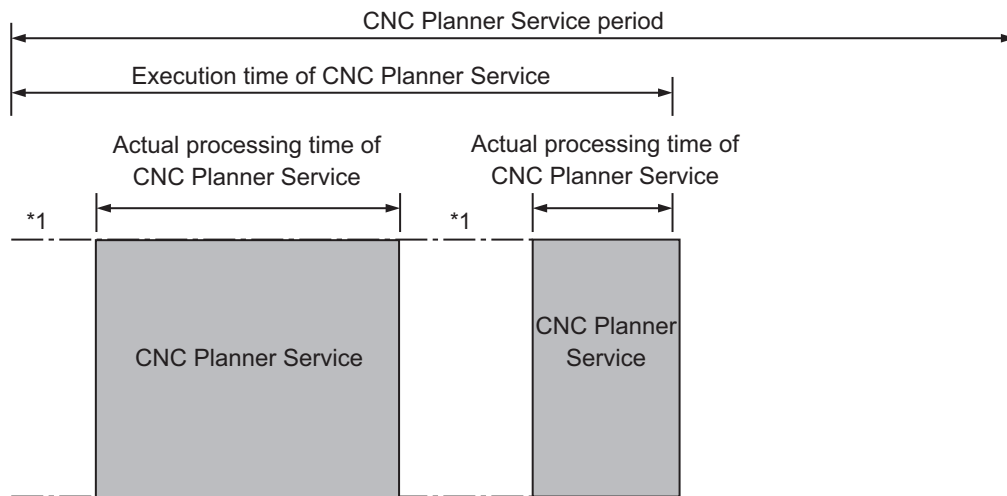 CNC Planner Service period
Execution time of CNC Planner Service
Actual processing time of
CNC Planner Service
Actual processing time of
CNC Planner Service
*1
*1
CNC Planner Service
CNC Planner
Service